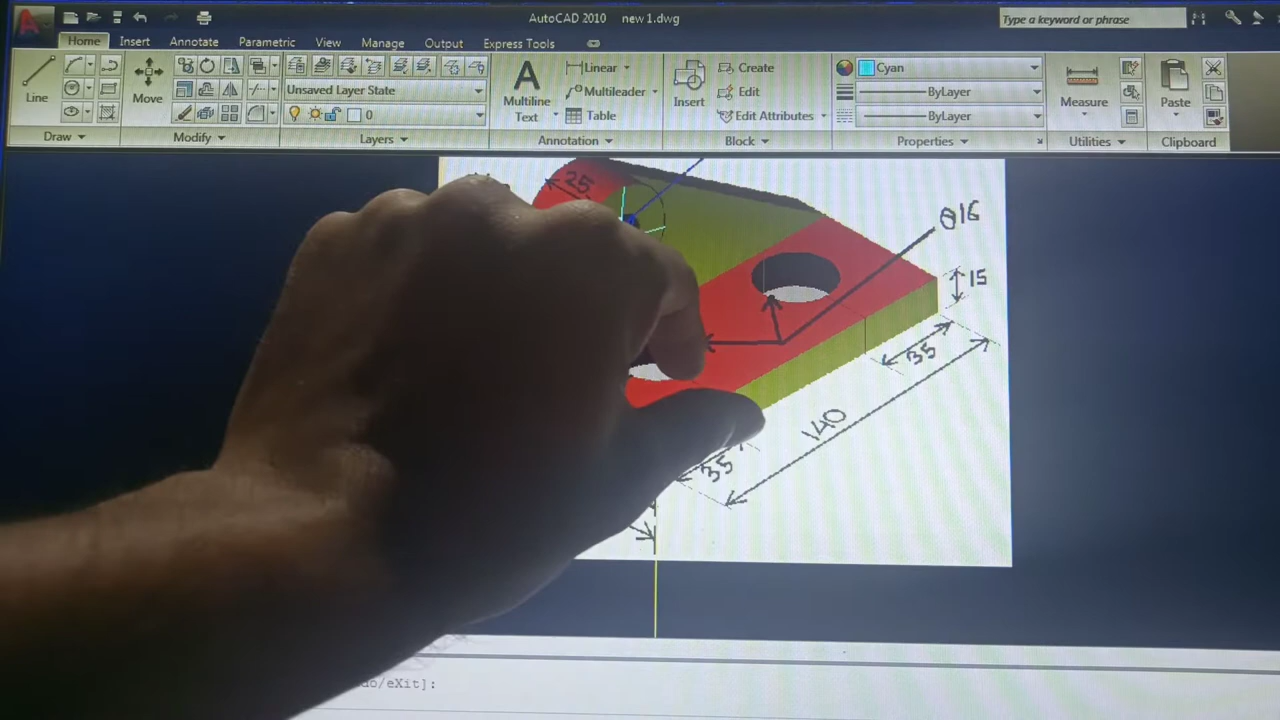 AutoCAD 2010 new 1.dwg
Type a keyword or phrase
Home Insert Annotate Parametric View Manage Output Express Tools
Line
Move
Unsaved Layer State
0
A
Multiline
Text
Linear
Multileader
Table
Insert
Create
Edit
Edit Attributes
Cyan
ByLayer
ByLayer
Measure
Paste
Draw Modify Layers Annotation Block Properties Utilities Clipboard
25
Ө16
15
35
140
35
do/eXit]: